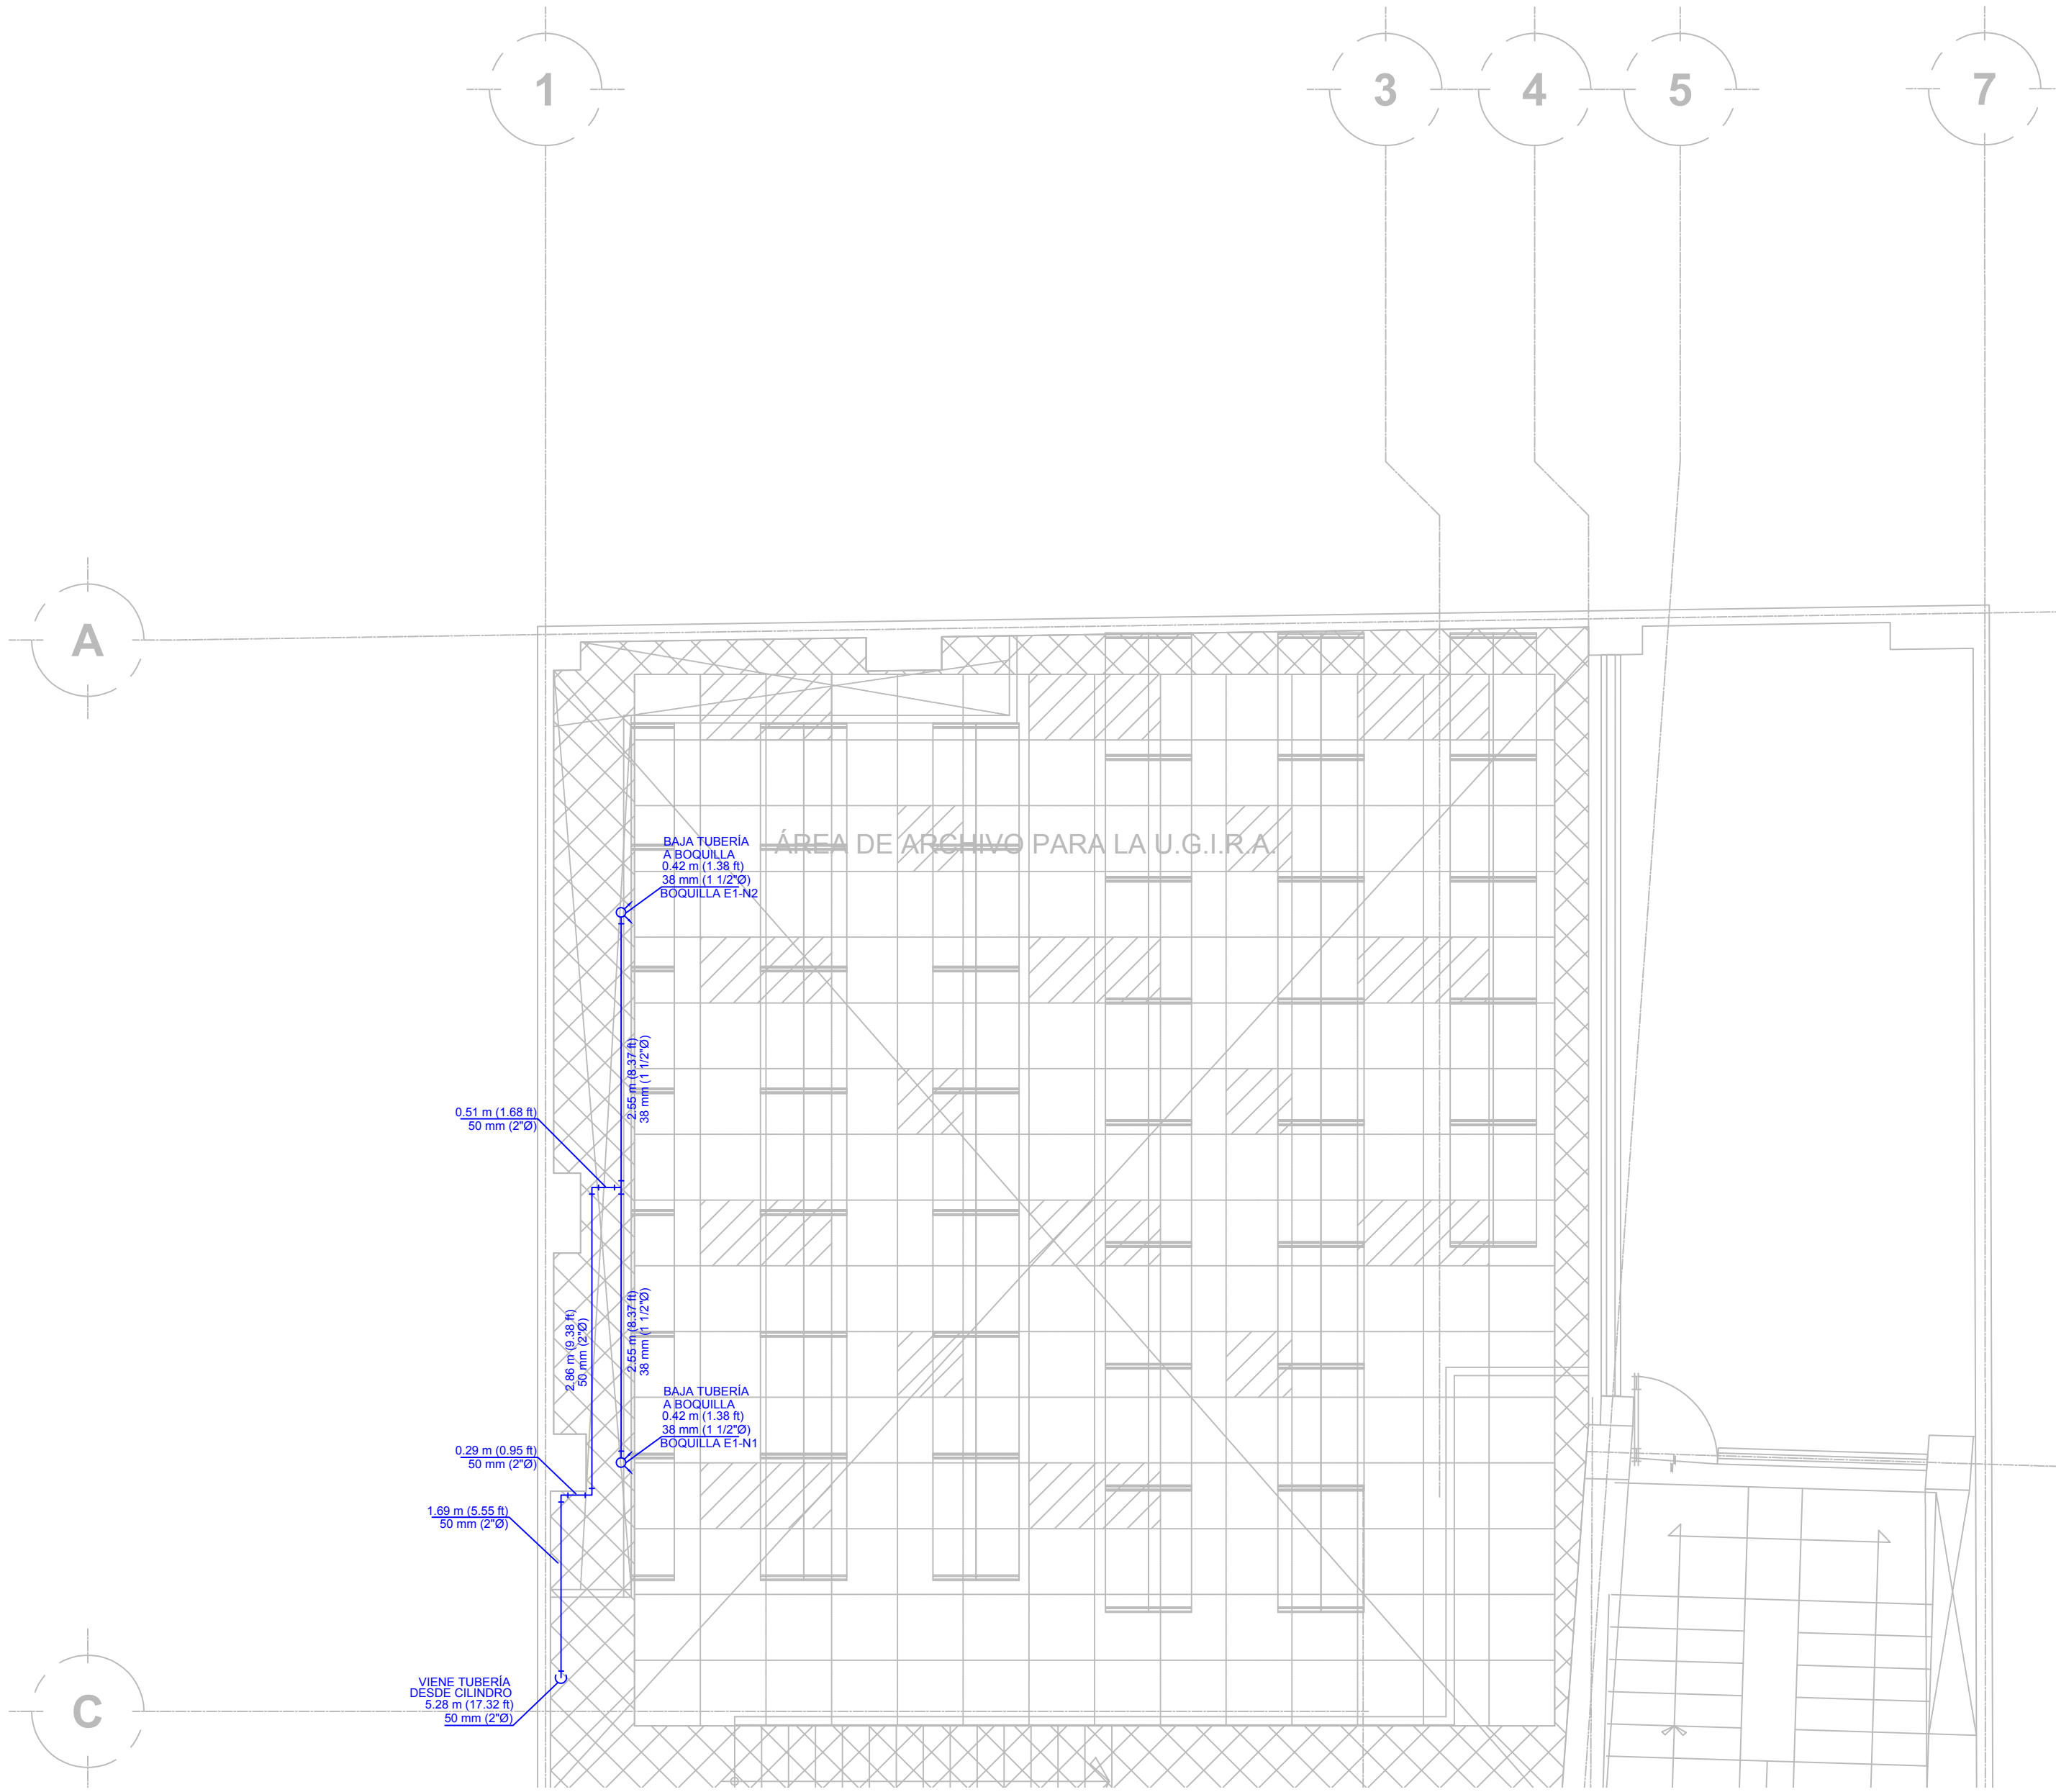 1
3
4
5
7
A
ÁREA DE ARCHIVO PARA LA U.G.I.R.A.
BAJA TUBERÍA
A BOQUILLA
0.42 m (1.38 ft)
38 mm (1 1/2"Ø)
BOQUILLA E1-N2
2.55 m (8.37 ft)
38 mm (1 1/2"Ø)
0.51 m (1.68 ft)
50 mm (2"Ø)
2.86 m (9.38 ft)
50 mm (2"Ø)
2.55 m (8.37 ft)
38 mm (1 1/2"Ø)
BAJA TUBERÍA
A BOQUILLA
0.42 m (1.38 ft)
38 mm (1 1/2"Ø)
BOQUILLA E1-N1
0.29 m (0.95 ft)
50 mm (2"Ø)
1.69 m (5.55 ft)
50 mm (2"Ø)
VIENE TUBERÍA
DESDE CILINDRO
5.28 m (17.32 ft)
50 mm (2"Ø)
C